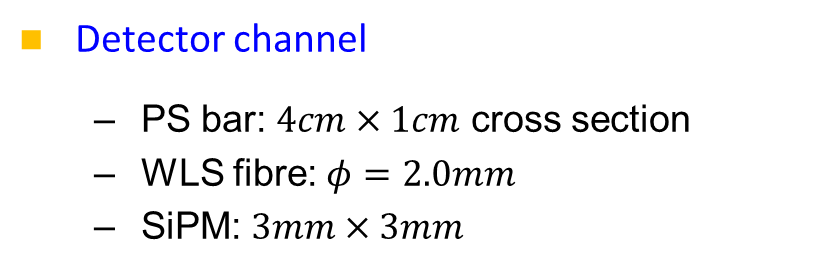 Detector channel
– PS bar: 4cm × 1cm cross section
– WLS fibre: ϕ = 2.0mm
– SiPM: 3mm × 3mm